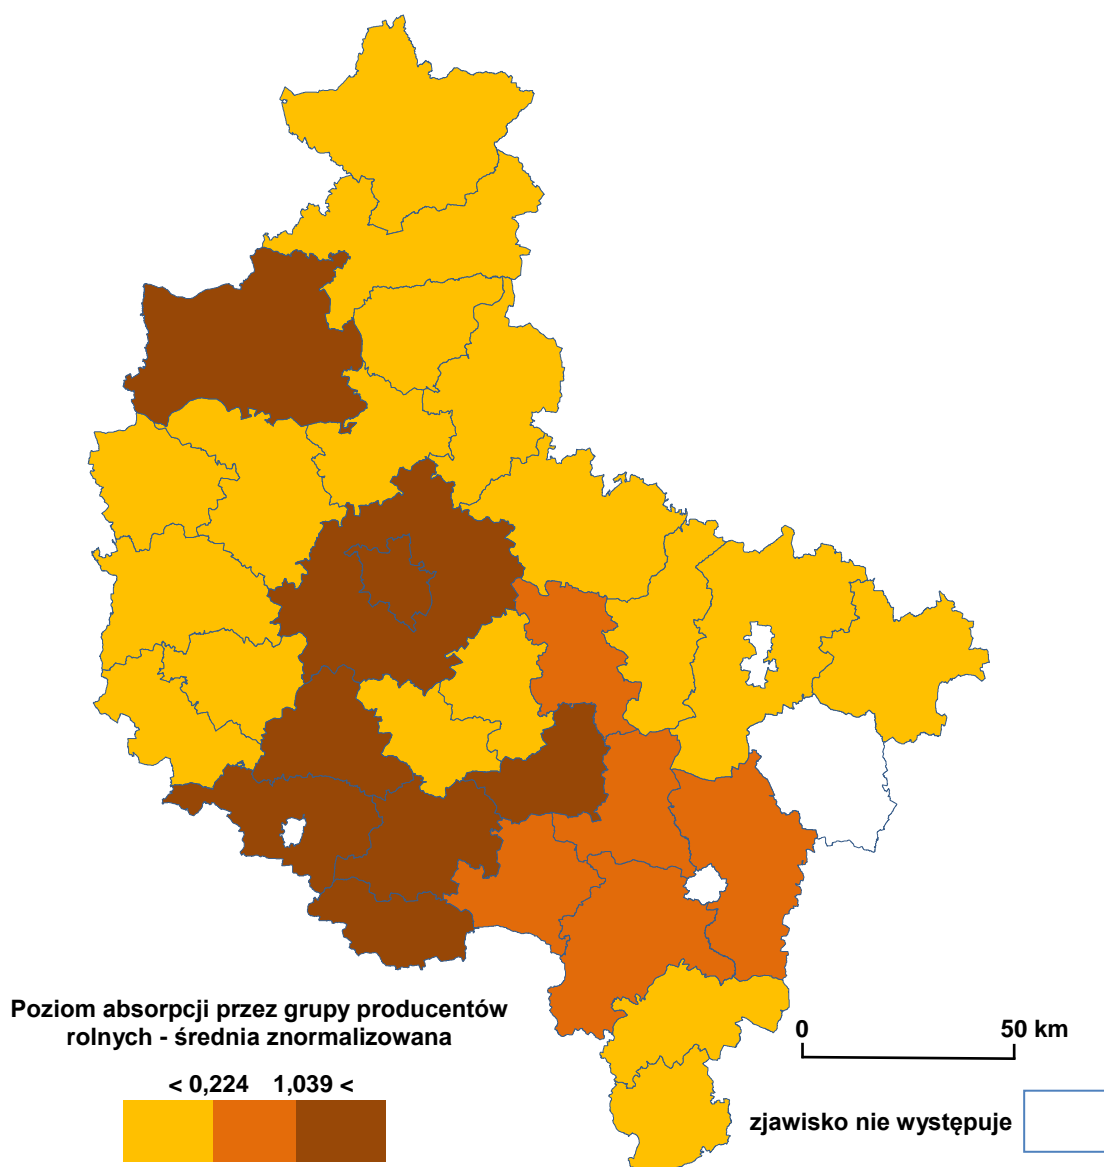 Poziom absorpcji przez grupy producentów
rolnych - średnia znormalizowana
< 0,224 1,039 <
0 50 km
zjawisko nie występuje